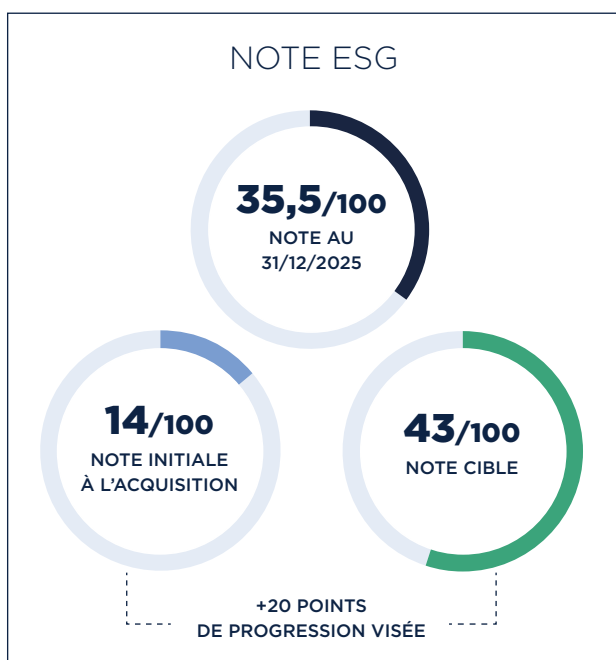 NOTE ESG
35,5/100
NOTE AU
31/12/2025
14/100
NOTE INITIALE
À L'ACQUISITION
43/100
NOTE CIBLE
+20 POINTS
DE PROGRESSION VISÉE